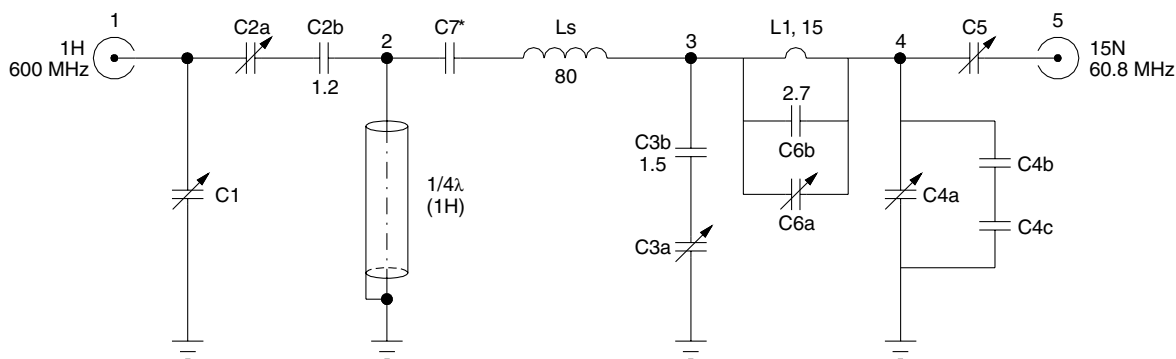 1
1H
600 MHz
C2a
C2b
1.2
2
C7*
Ls
80
3
L1, 15
4
C5
5
15N
60.8 MHz
C1
1/4λ
(1H)
C3b
1.5
C3a
2.7
C6b
C6a
C4a
C4b
C4c